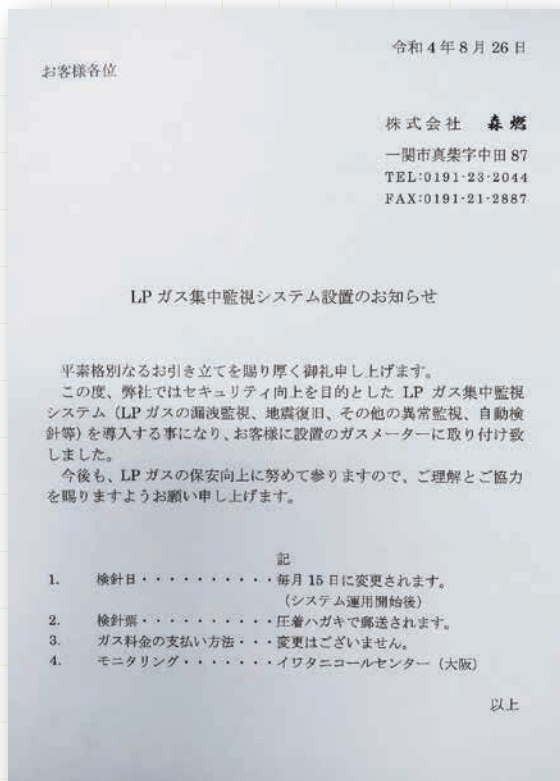 令和4年8月26日
お客様各位
株式会社 森燃
一関市真柴字中田87
TEL:0191-23-2044
FAX:0191-21-2887
LPガス集中監視システム設置のお知らせ
平素格別なるお引き立てを賜り厚く御礼申し上げます。
この度、弊社ではセキュリティ向上を目的とした LP ガス集中監視
システム（LPガスの漏洩監視、地震復旧、その他の異常監視、自動検
針等）を導入する事になり、お客様に設置のガスメーターに取り付け致
しました。
今後も、LPガスの保安向上に努めて参りますので、ご理解とご協力
を賜りますようお願い申し上げます。
記
1. 検針日・・・・・・・・・・毎月15日に変更されます。
（システム運用開始後）
2. 検針票・・・・・・・・・・圧着ハガキで郵送されます。
3. ガス料金の支払い方法・・・変更はございません。
4. モニタリング・・・・・・・イワタニコールセンター（大阪）
以上